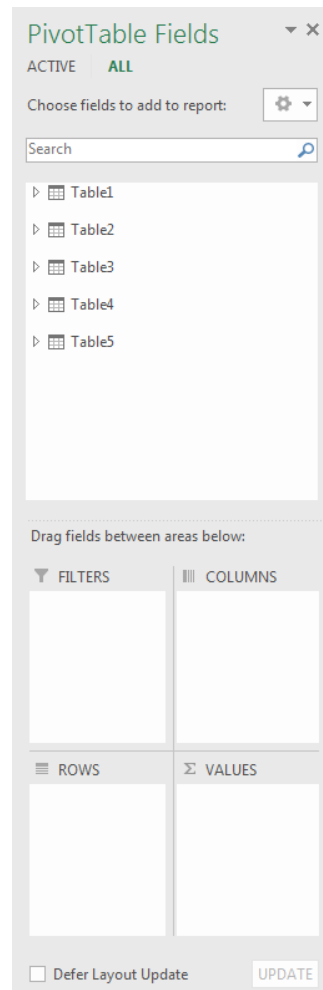 PivotTable Fields
ACTIVE ALL
Choose fields to add to report:
Search
Table1
Table2
Table3
Table4
Table5
Drag fields between areas below:
FILTERS COLUMNS
ROWS Σ VALUES
Defer Layout Update UPDATE